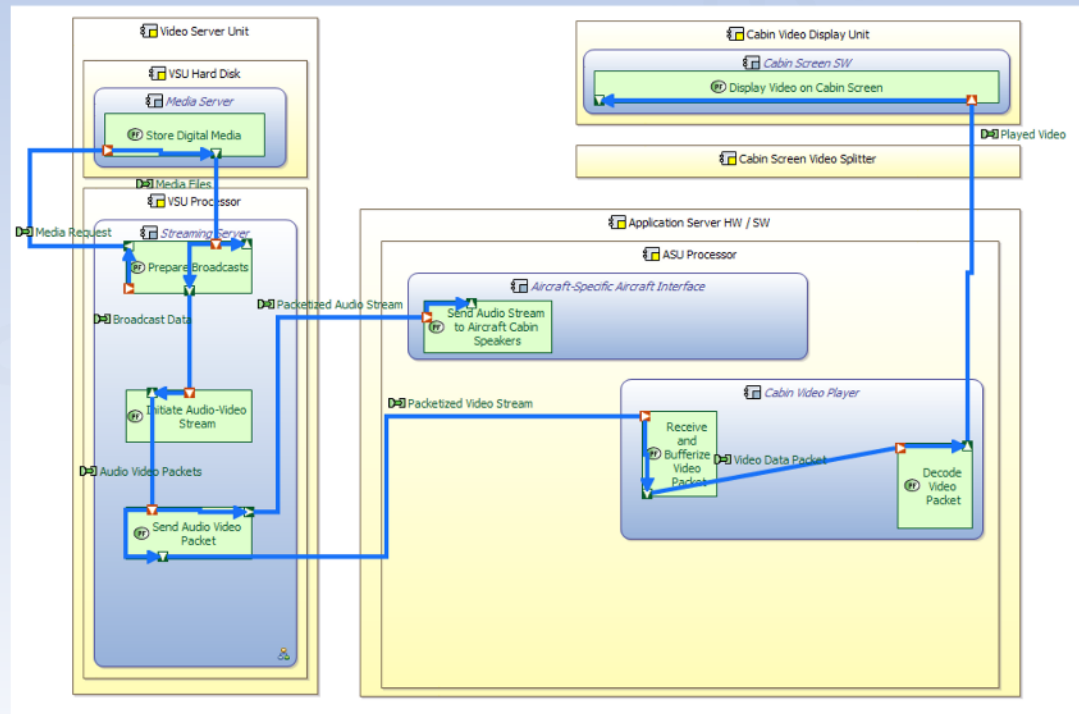 Video Server Unit
VSU Hard Disk
Media Server
Store Digital Media
Media Files
VSU Processor
Media Request
Streaming Server
Prepare Broadcasts
Broadcast Data
Initiate Audio-Video
Stream
Audio Video Packets
Send Audio Video
Packet
Cabin Video Display Unit
Cabin Screen SW
Display Video on Cabin Screen
Played Video
Cabin Screen Video Splitter
Application Server HW / SW
ASU Processor
Aircraft-Specific Aircraft Interface
Packetized Audio Stream
Send Audio Stream
to Aircraft Cabin
Speakers
Packetized Video Stream
Cabin Video Player
Receive
and
Bufferize
Video
Packet
Video Data Packet
Decode
Video
Packet